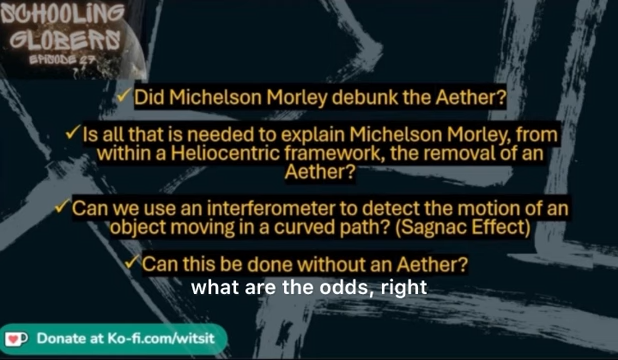 SCHOOLING
GLOBERS
EPISODE 27
✓Did Michelson Morley debunk the Aether?
✓Is all that is needed to explain Michelson Morley, from
within a Heliocentric framework, the removal of an
Aether?
✓Can we use an interferometer to detect the motion of an
object moving in a curved path? (Sagnac Effect)
✓Can this be done without an Aether?
what are the odds, right
Donate at Ko-fi.com/witsit